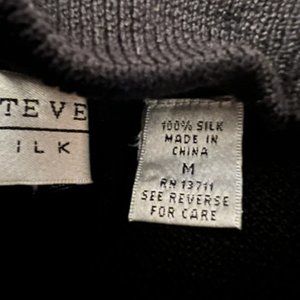 TEVE
ILK
100% SILK
MADE IN
CHINA
M
RN 13711
SEE REVERSE
FOR CARE